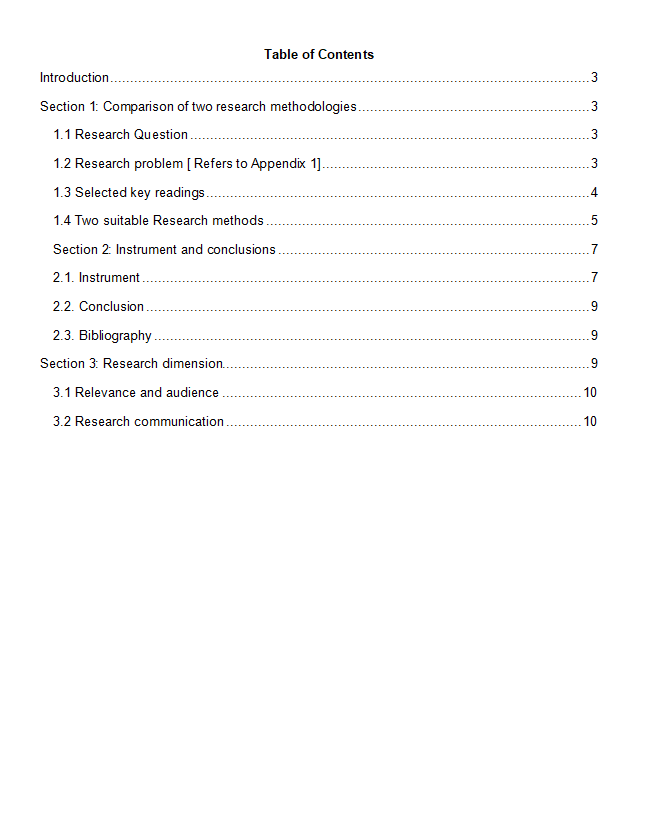 Table of Contents
Introduction........................................................................................................................3
Section 1: Comparison of two research methodologies..........................................................3
1.1 Research Question....................................................................................................3
1.2 Research problem [ Refers to Appendix 1]...................................................................3
1.3 Selected key readings................................................................................................4
1.4 Two suitable Research methods.................................................................................5
Section 2: Instrument and conclusions..............................................................................7
2.1. Instrument................................................................................................................7
2.2. Conclusion...............................................................................................................9
2.3. Bibliography.............................................................................................................9
Section 3: Research dimension............................................................................................9
3.1 Relevance and audience..........................................................................................10
3.2 Research communication.........................................................................................10